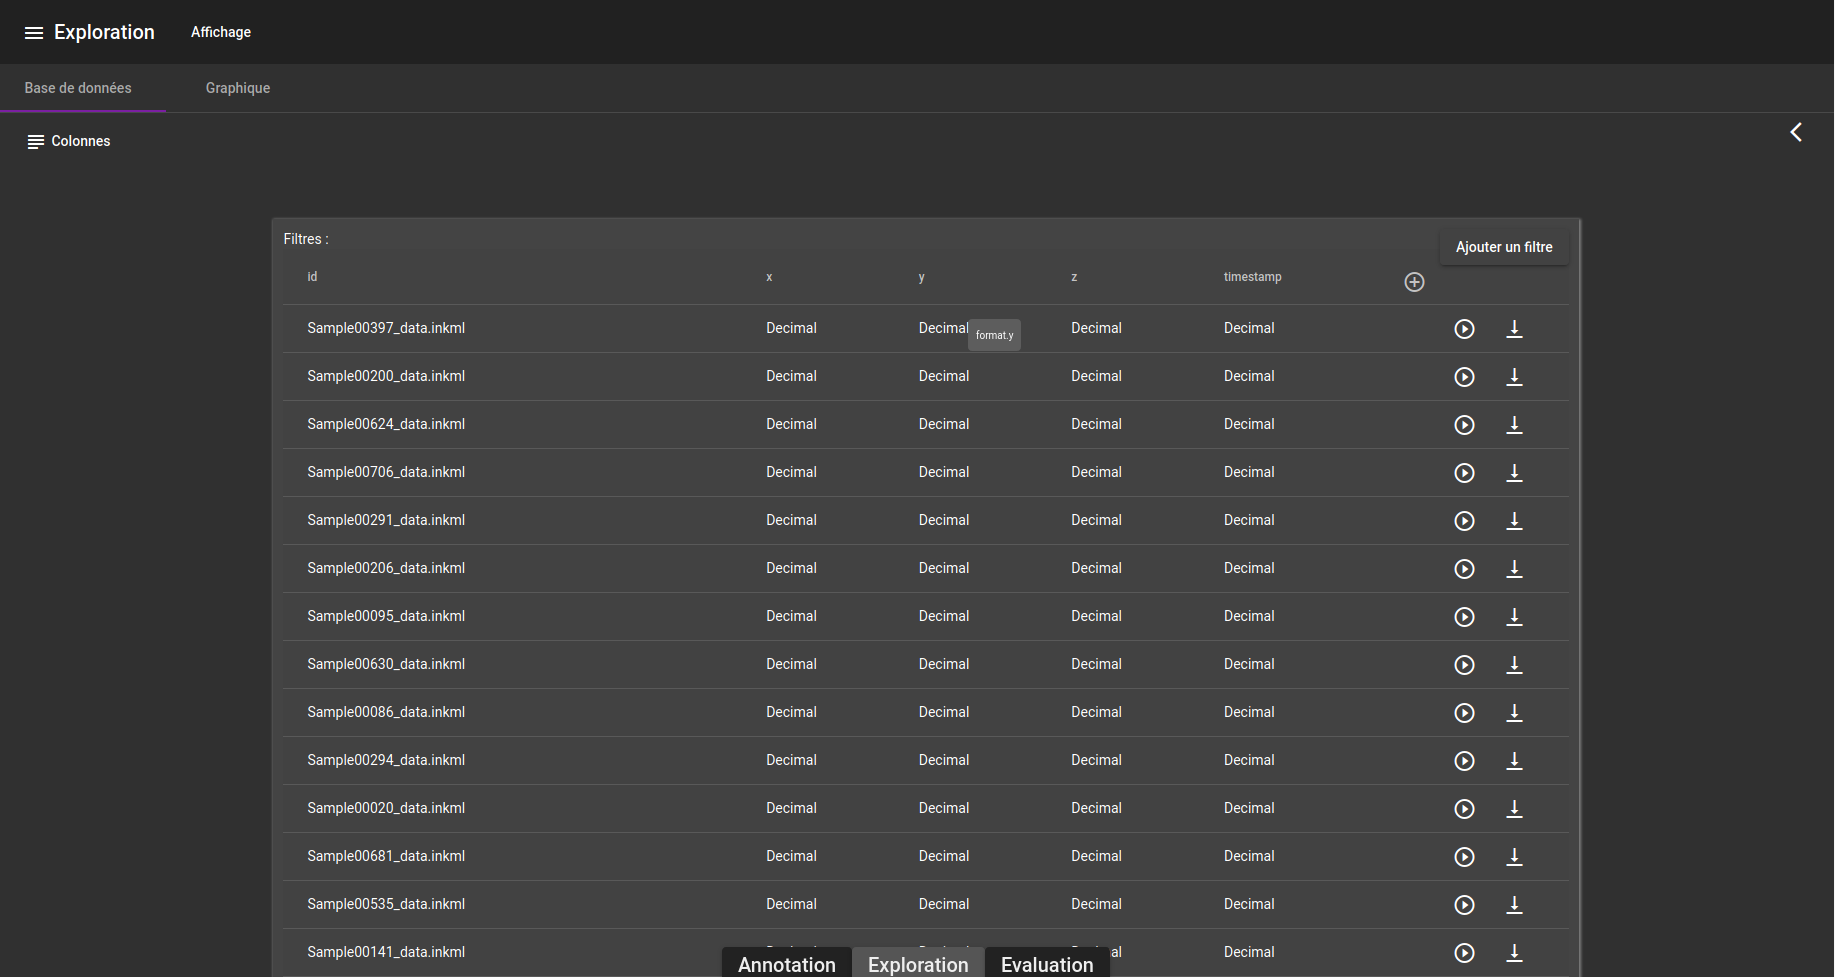 Exploration Affichage
Base de données Graphique
Colonnes
Filtres :
Ajouter un filtre
id x y z timestamp
Sample00397_data.inkml Decimal Decimal Decimal Decimal
format.y
Sample00200_data.inkml Decimal Decimal Decimal Decimal
Sample00624_data.inkml Decimal Decimal Decimal Decimal
Sample00706_data.inkml Decimal Decimal Decimal Decimal
Sample00291_data.inkml Decimal Decimal Decimal Decimal
Sample00206_data.inkml Decimal Decimal Decimal Decimal
Sample00095_data.inkml Decimal Decimal Decimal Decimal
Sample00630_data.inkml Decimal Decimal Decimal Decimal
Sample00086_data.inkml Decimal Decimal Decimal Decimal
Sample00294_data.inkml Decimal Decimal Decimal Decimal
Sample00020_data.inkml Decimal Decimal Decimal Decimal
Sample00681_data.inkml Decimal Decimal Decimal Decimal
Sample00535_data.inkml Decimal Decimal Decimal Decimal
Sample00141_data.inkml Decimal
Annotation Exploration Evaluation